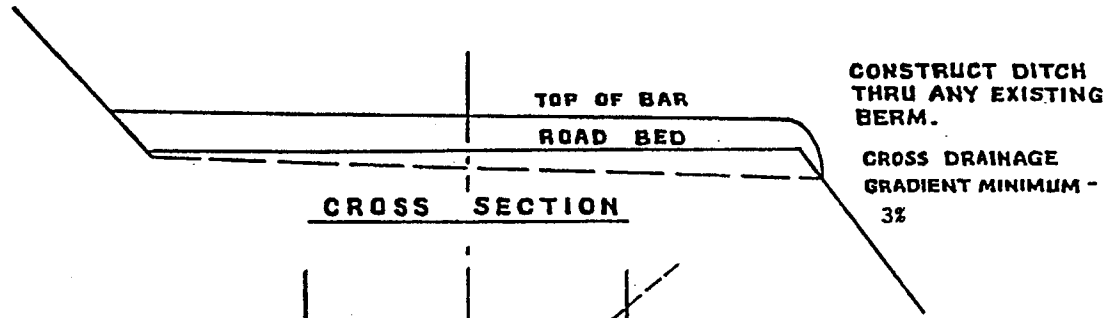 TOP OF BAR
ROAD BED
CROSS SECTION
CONSTRUCT DITCH
THRU ANY EXISTING
BERM.
CROSS DRAINAGE
GRADIENT MINIMUM -
3%